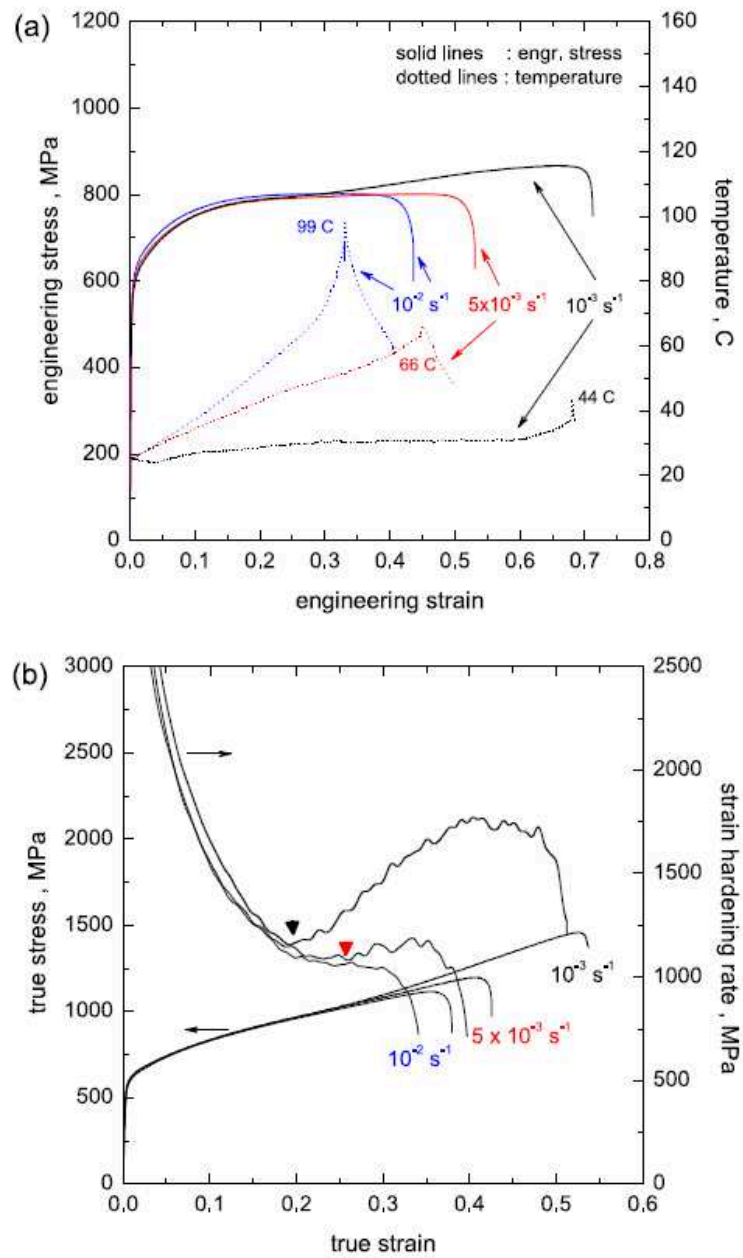 (a)
1200
1000
800
600
400
200
0
engineering stress , MPa
solid lines : engr. stress
dotted lines : temperature
160
140
120
100
80
60
40
20
0
temperature , C
99 C
10⁻² s⁻¹
5x10⁻³ s⁻¹
10⁻³ s⁻¹
66 C
44 C
0.0 0.1 0.2 0.3 0.4 0.5 0.6 0.7 0.8
engineering strain
(b)
3000
2500
2000
1500
1000
500
0
true stress , MPa
2500
2000
1500
1000
500
0
strain hardening rate , MPa
10⁻³ s⁻¹
5 x 10⁻³ s⁻¹
10⁻² s⁻¹
0.0 0.1 0.2 0.3 0.4 0.5 0.6
true strain